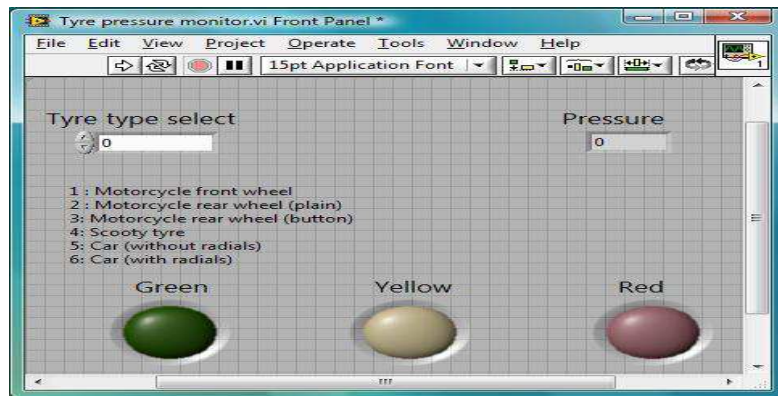 Tyre pressure monitor.vi Front Panel *
File Edit View Project Operate Tools Window Help
15pt Application Font
1
Tyre type select
0
Pressure
0
1 : Motorcycle front wheel
2 : Motorcycle rear wheel (plain)
3: Motorcycle rear wheel (button)
4: Scooty tyre
5: Car (without radials)
6: Car (with radials)
Green Yellow Red